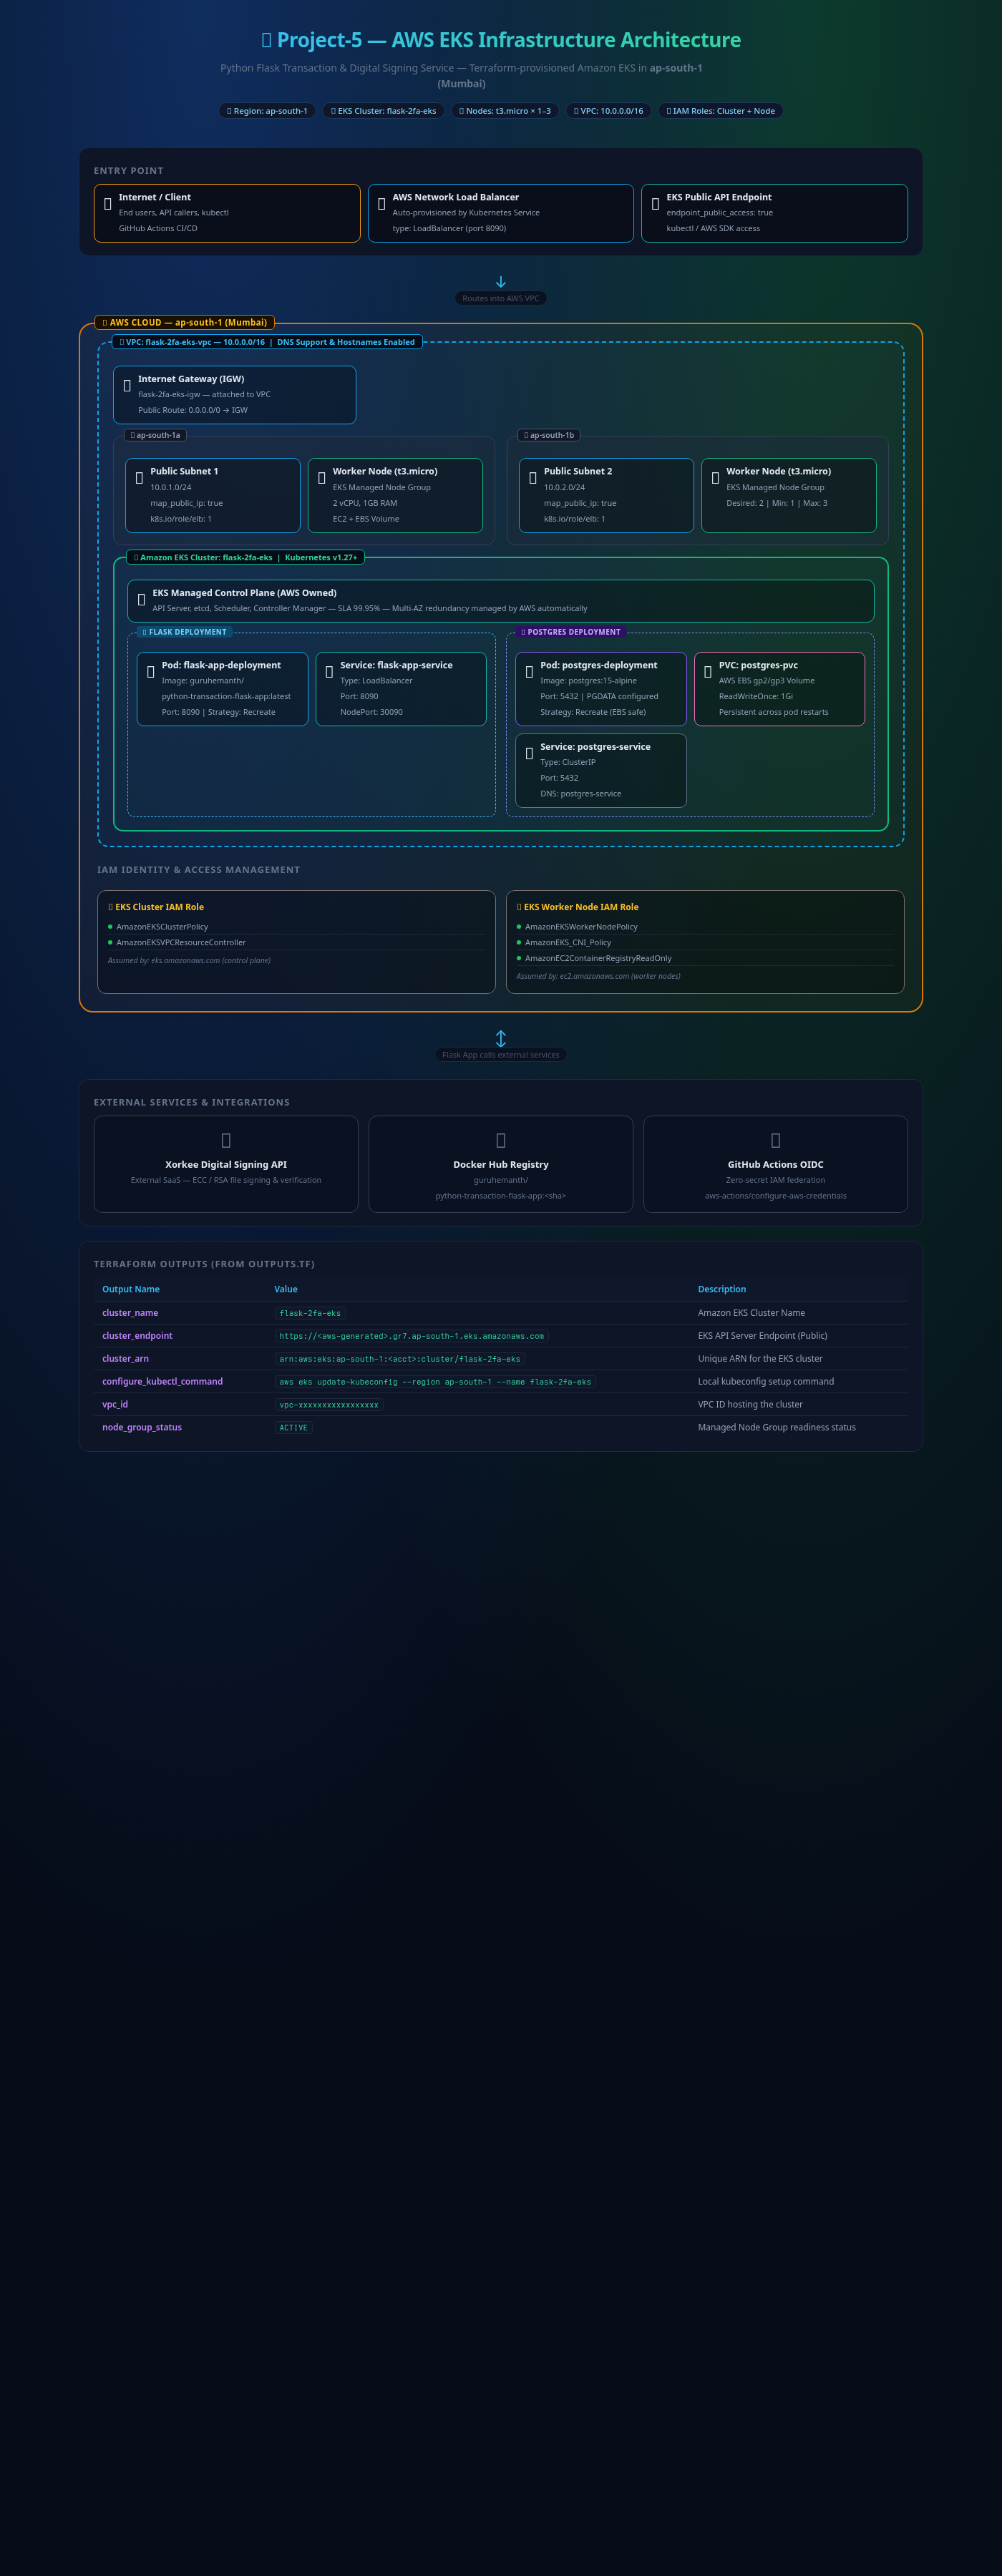 Project-5 — AWS EKS Infrastructure Architecture
Python Flask Transaction & Digital Signing Service — Terraform-provisioned Amazon EKS in ap-south-1
(Mumbai)
Region: ap-south-1
EKS Cluster: flask-2fa-eks
Nodes: t3.micro × 1–3
VPC: 10.0.0.0/16
IAM Roles: Cluster + Node
ENTRY POINT
Internet / Client
End users, API callers, kubectl
GitHub Actions CI/CD
AWS Network Load Balancer
Auto-provisioned by Kubernetes Service
type: LoadBalancer (port 8090)
EKS Public API Endpoint
endpoint_public_access: true
kubectl / AWS SDK access
↓
Routes into AWS VPC
AWS CLOUD — ap-south-1 (Mumbai)
VPC: flask-2fa-eks-vpc — 10.0.0.0/16 | DNS Support & Hostnames Enabled
Internet Gateway (IGW)
flask-2fa-eks-igw — attached to VPC
Public Route: 0.0.0.0/0 → IGW
ap-south-1a
Public Subnet 1
10.0.1.0/24
map_public_ip: true
k8s.io/role/elb: 1
Worker Node (t3.micro)
EKS Managed Node Group
2 vCPU, 1GB RAM
EC2 + EBS Volume
ap-south-1b
Public Subnet 2
10.0.2.0/24
map_public_ip: true
k8s.io/role/elb: 1
Worker Node (t3.micro)
EKS Managed Node Group
Desired: 2 | Min: 1 | Max: 3
Amazon EKS Cluster: flask-2fa-eks | Kubernetes v1.27+
EKS Managed Control Plane (AWS Owned)
API Server, etcd, Scheduler, Controller Manager — SLA 99.95% — Multi-AZ redundancy managed by AWS automatically
FLASK DEPLOYMENT
Pod: flask-app-deployment
Image: guruhemanth/
python-transaction-flask-app:latest
Port: 8090 | Strategy: Recreate
Service: flask-app-service
Type: LoadBalancer
Port: 8090
NodePort: 30090
POSTGRES DEPLOYMENT
Pod: postgres-deployment
Image: postgres:15-alpine
Port: 5432 | PGDATA configured
Strategy: Recreate (EBS safe)
PVC: postgres-pvc
AWS EBS gp2/gp3 Volume
ReadWriteOnce: 1Gi
Persistent across pod restarts
Service: postgres-service
Type: ClusterIP
Port: 5432
DNS: postgres-service
IAM IDENTITY & ACCESS MANAGEMENT
EKS Cluster IAM Role
AmazonEKSClusterPolicy
AmazonEKSVPCResourceController
Assumed by: eks.amazonaws.com (control plane)
EKS Worker Node IAM Role
AmazonEKSWorkerNodePolicy
AmazonEKS_CNI_Policy
AmazonEC2ContainerRegistryReadOnly
Assumed by: ec2.amazonaws.com (worker nodes)
↕
Flask App calls external services
EXTERNAL SERVICES & INTEGRATIONS
Xorkee Digital Signing API
External SaaS — ECC / RSA file signing & verification
Docker Hub Registry
guruhemanth/
python-transaction-flask-app:<sha>
GitHub Actions OIDC
Zero-secret IAM federation
aws-actions/configure-aws-credentials
TERRAFORM OUTPUTS (FROM OUTPUTS.TF)
Output Name Value Description
cluster_name flask-2fa-eks Amazon EKS Cluster Name
cluster_endpoint https://<aws-generated>.gr7.ap-south-1.eks.amazonaws.com EKS API Server Endpoint (Public)
cluster_arn arn:aws:eks:ap-south-1:<acct>:cluster/flask-2fa-eks Unique ARN for the EKS cluster
configure_kubectl_command aws eks update-kubeconfig --region ap-south-1 --name flask-2fa-eks Local kubeconfig setup command
vpc_id vpc-xxxxxxxxxxxxxxxxx VPC ID hosting the cluster
node_group_status ACTIVE Managed Node Group readiness status